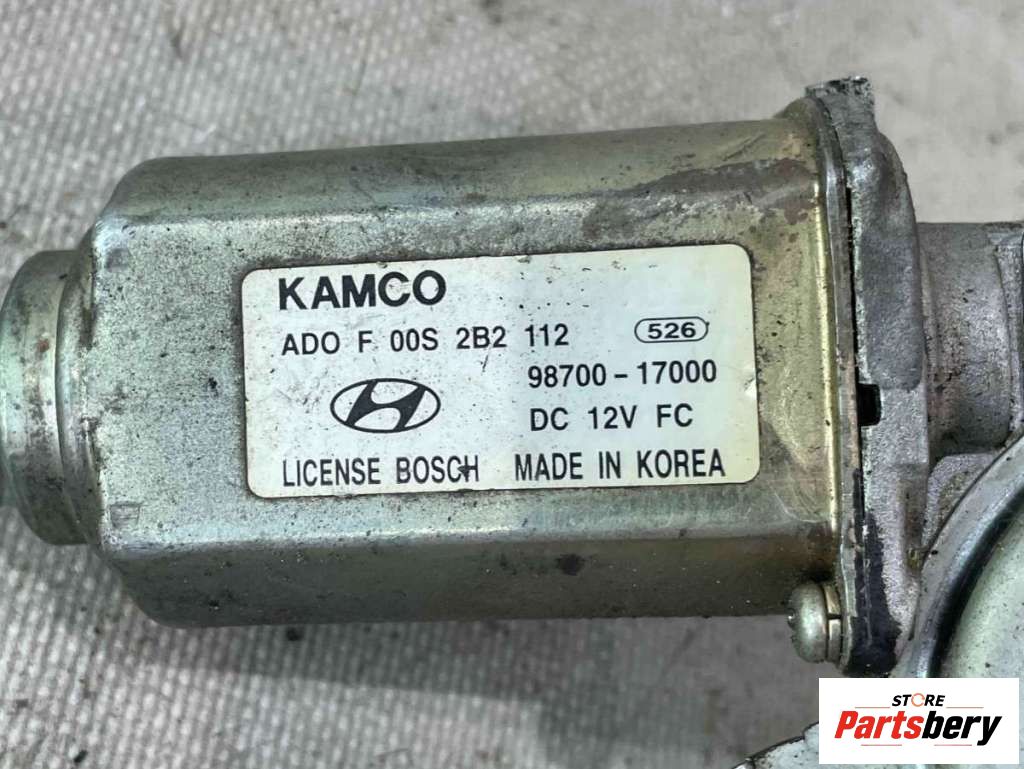 KAMCO
ADO F 00S 2B2 112 526
98700-17000
DC 12V FC
LICENSE BOSCH MADE IN KOREA
STORE
Partsbery